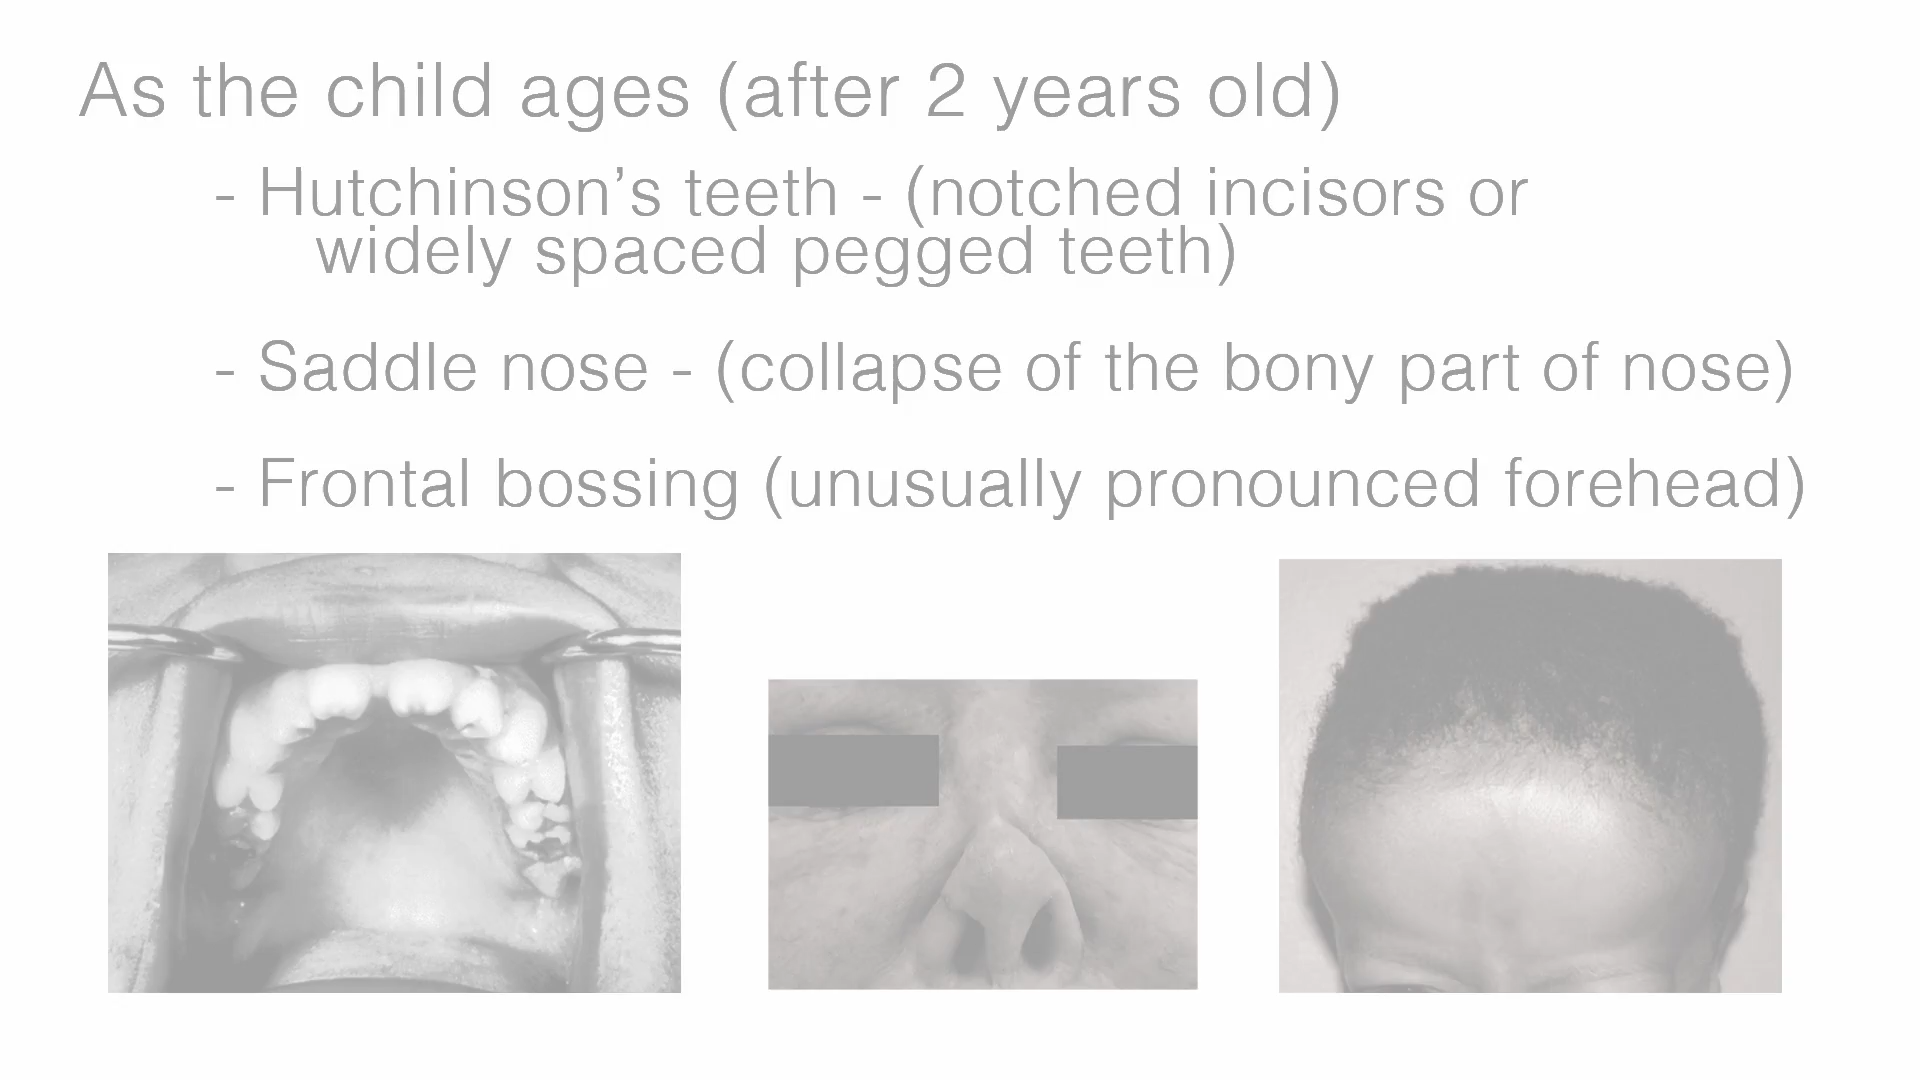 As the child ages (after 2 years old)
- Hutchinson’s teeth - (notched incisors or
widely spaced pegged teeth)
- Saddle nose - (collapse of the bony part of nose)
- Frontal bossing (unusually pronounced forehead)